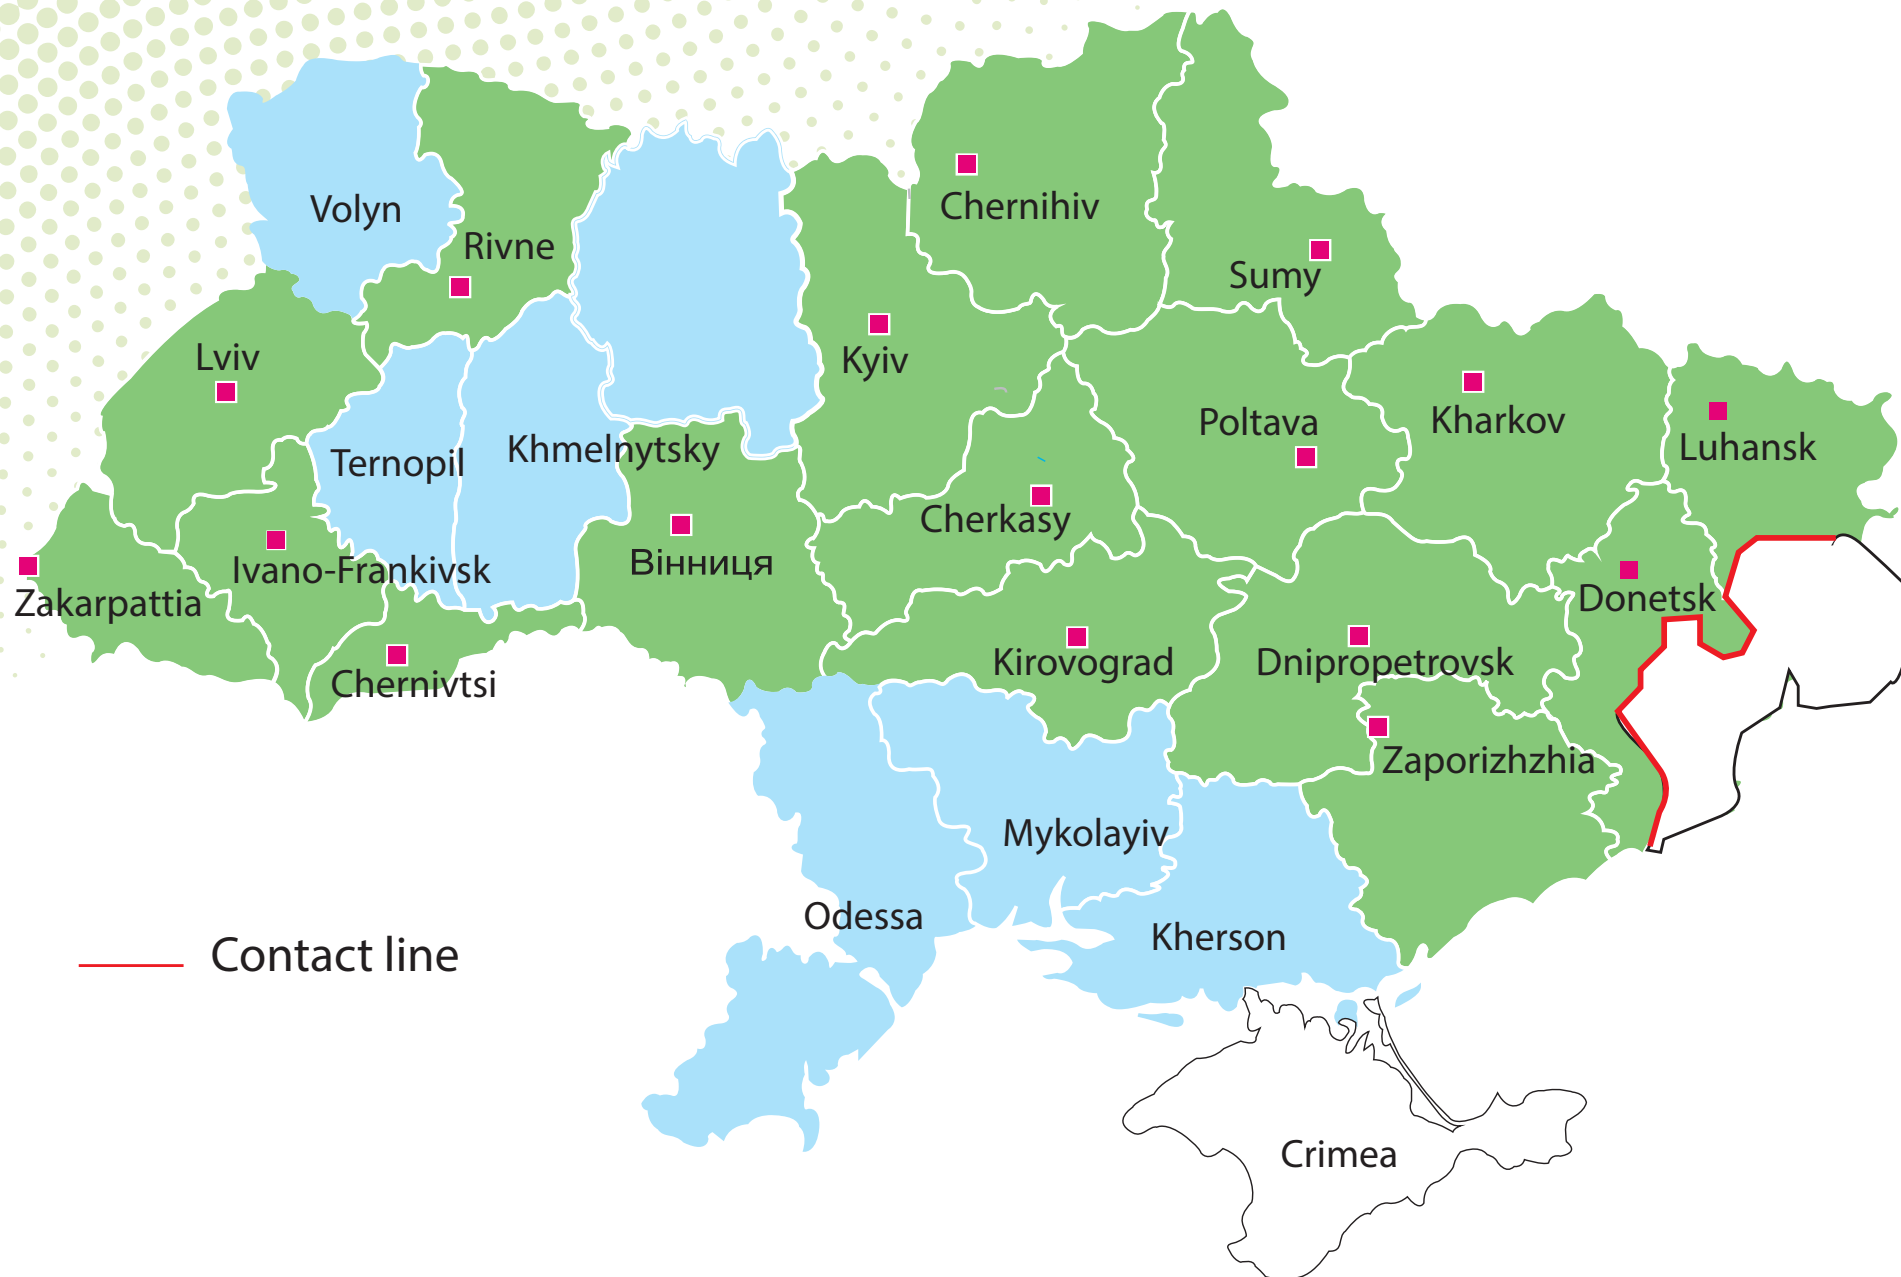 Chernihiv
Volyn
Rivne
Sumy
Lviv
Kyiv
Poltava
Kharkov
Luhansk
Khmelnytsky
Ternopil
Cherkasy
Вінниця
Ivano-Frankivsk
Zakarpattia
Donetsk
Kirovograd
Dnipropetrovsk
Chernivtsi
Zaporizhzhia
Mykolayiv
Odessa
Kherson
Contact line
Crimea